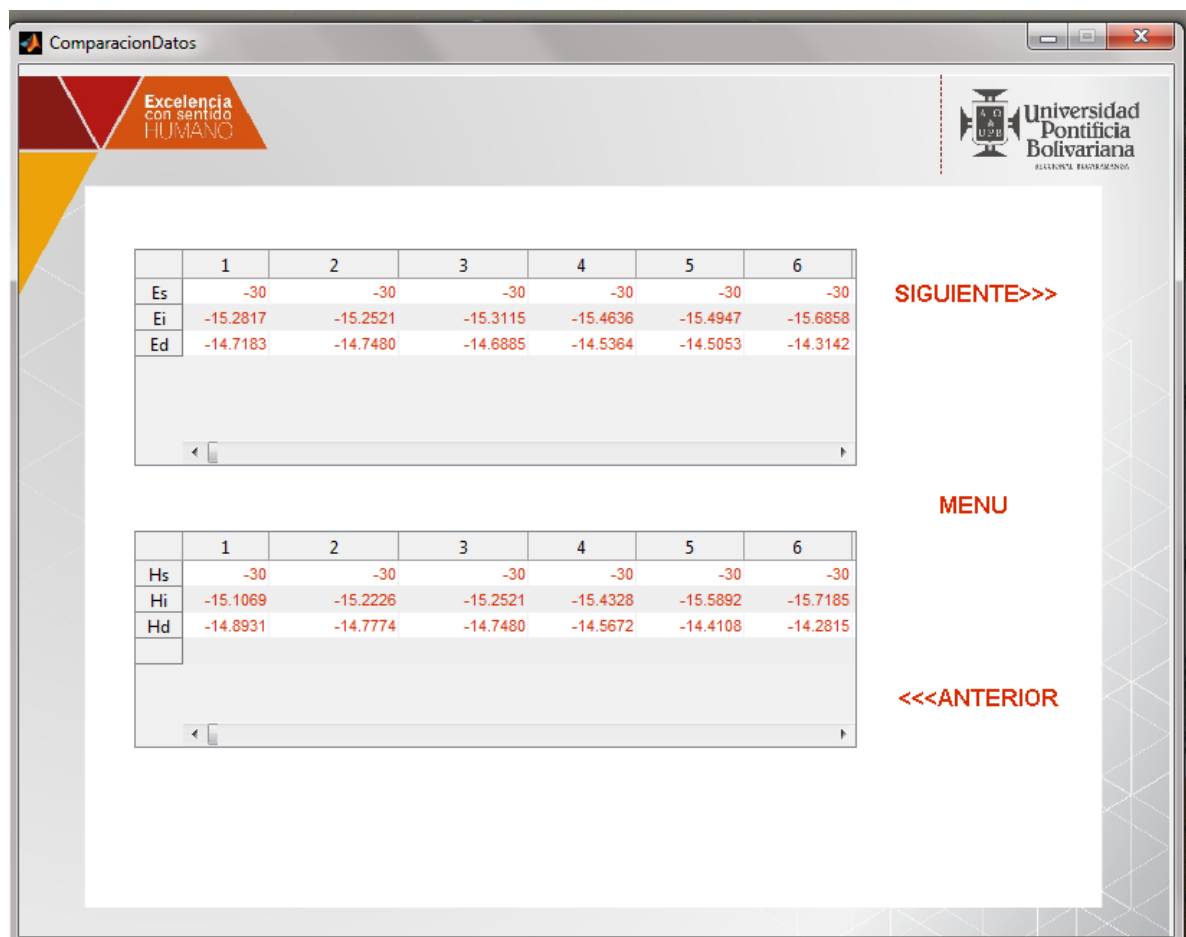 ComparacionDatos
Excelencia
con sentido
HUMANO
Universidad
Pontificia
Bolivariana
1 2 3 4 5 6
Es -30 -30 -30 -30 -30 -30
Ei -15.2817 -15.2521 -15.3115 -15.4636 -15.4947 -15.6858
Ed -14.7183 -14.7480 -14.6885 -14.5364 -14.5053 -14.3142
SIGUIENTE>>>
MENU
1 2 3 4 5 6
Hs -30 -30 -30 -30 -30 -30
Hi -15.1069 -15.2226 -15.2521 -15.4328 -15.5892 -15.7185
Hd -14.8931 -14.7774 -14.7480 -14.5672 -14.4108 -14.2815
<<<ANTERIOR